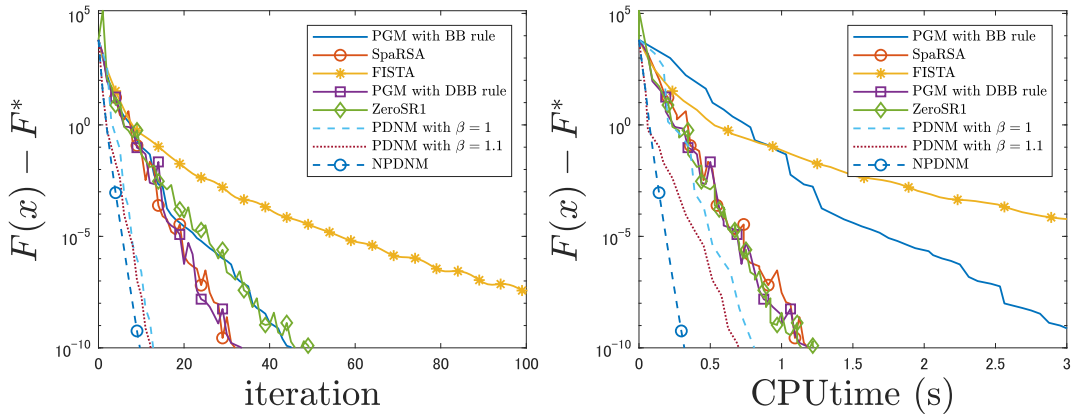 10^5
10^0
10^-5
10^-10
F(x) − F*
0
20
40
60
80
100
iteration
PGM with BB rule
SpaRSA
FISTA
PGM with DBB rule
ZeroSR1
PDNM with β = 1
PDNM with β = 1.1
NPDNM
10^5
10^0
10^-5
10^-10
F(x) − F*
0
0.5
1
1.5
2
2.5
3
CPUtime (s)
PGM with BB rule
SpaRSA
FISTA
PGM with DBB rule
ZeroSR1
PDNM with β = 1
PDNM with β = 1.1
NPDNM